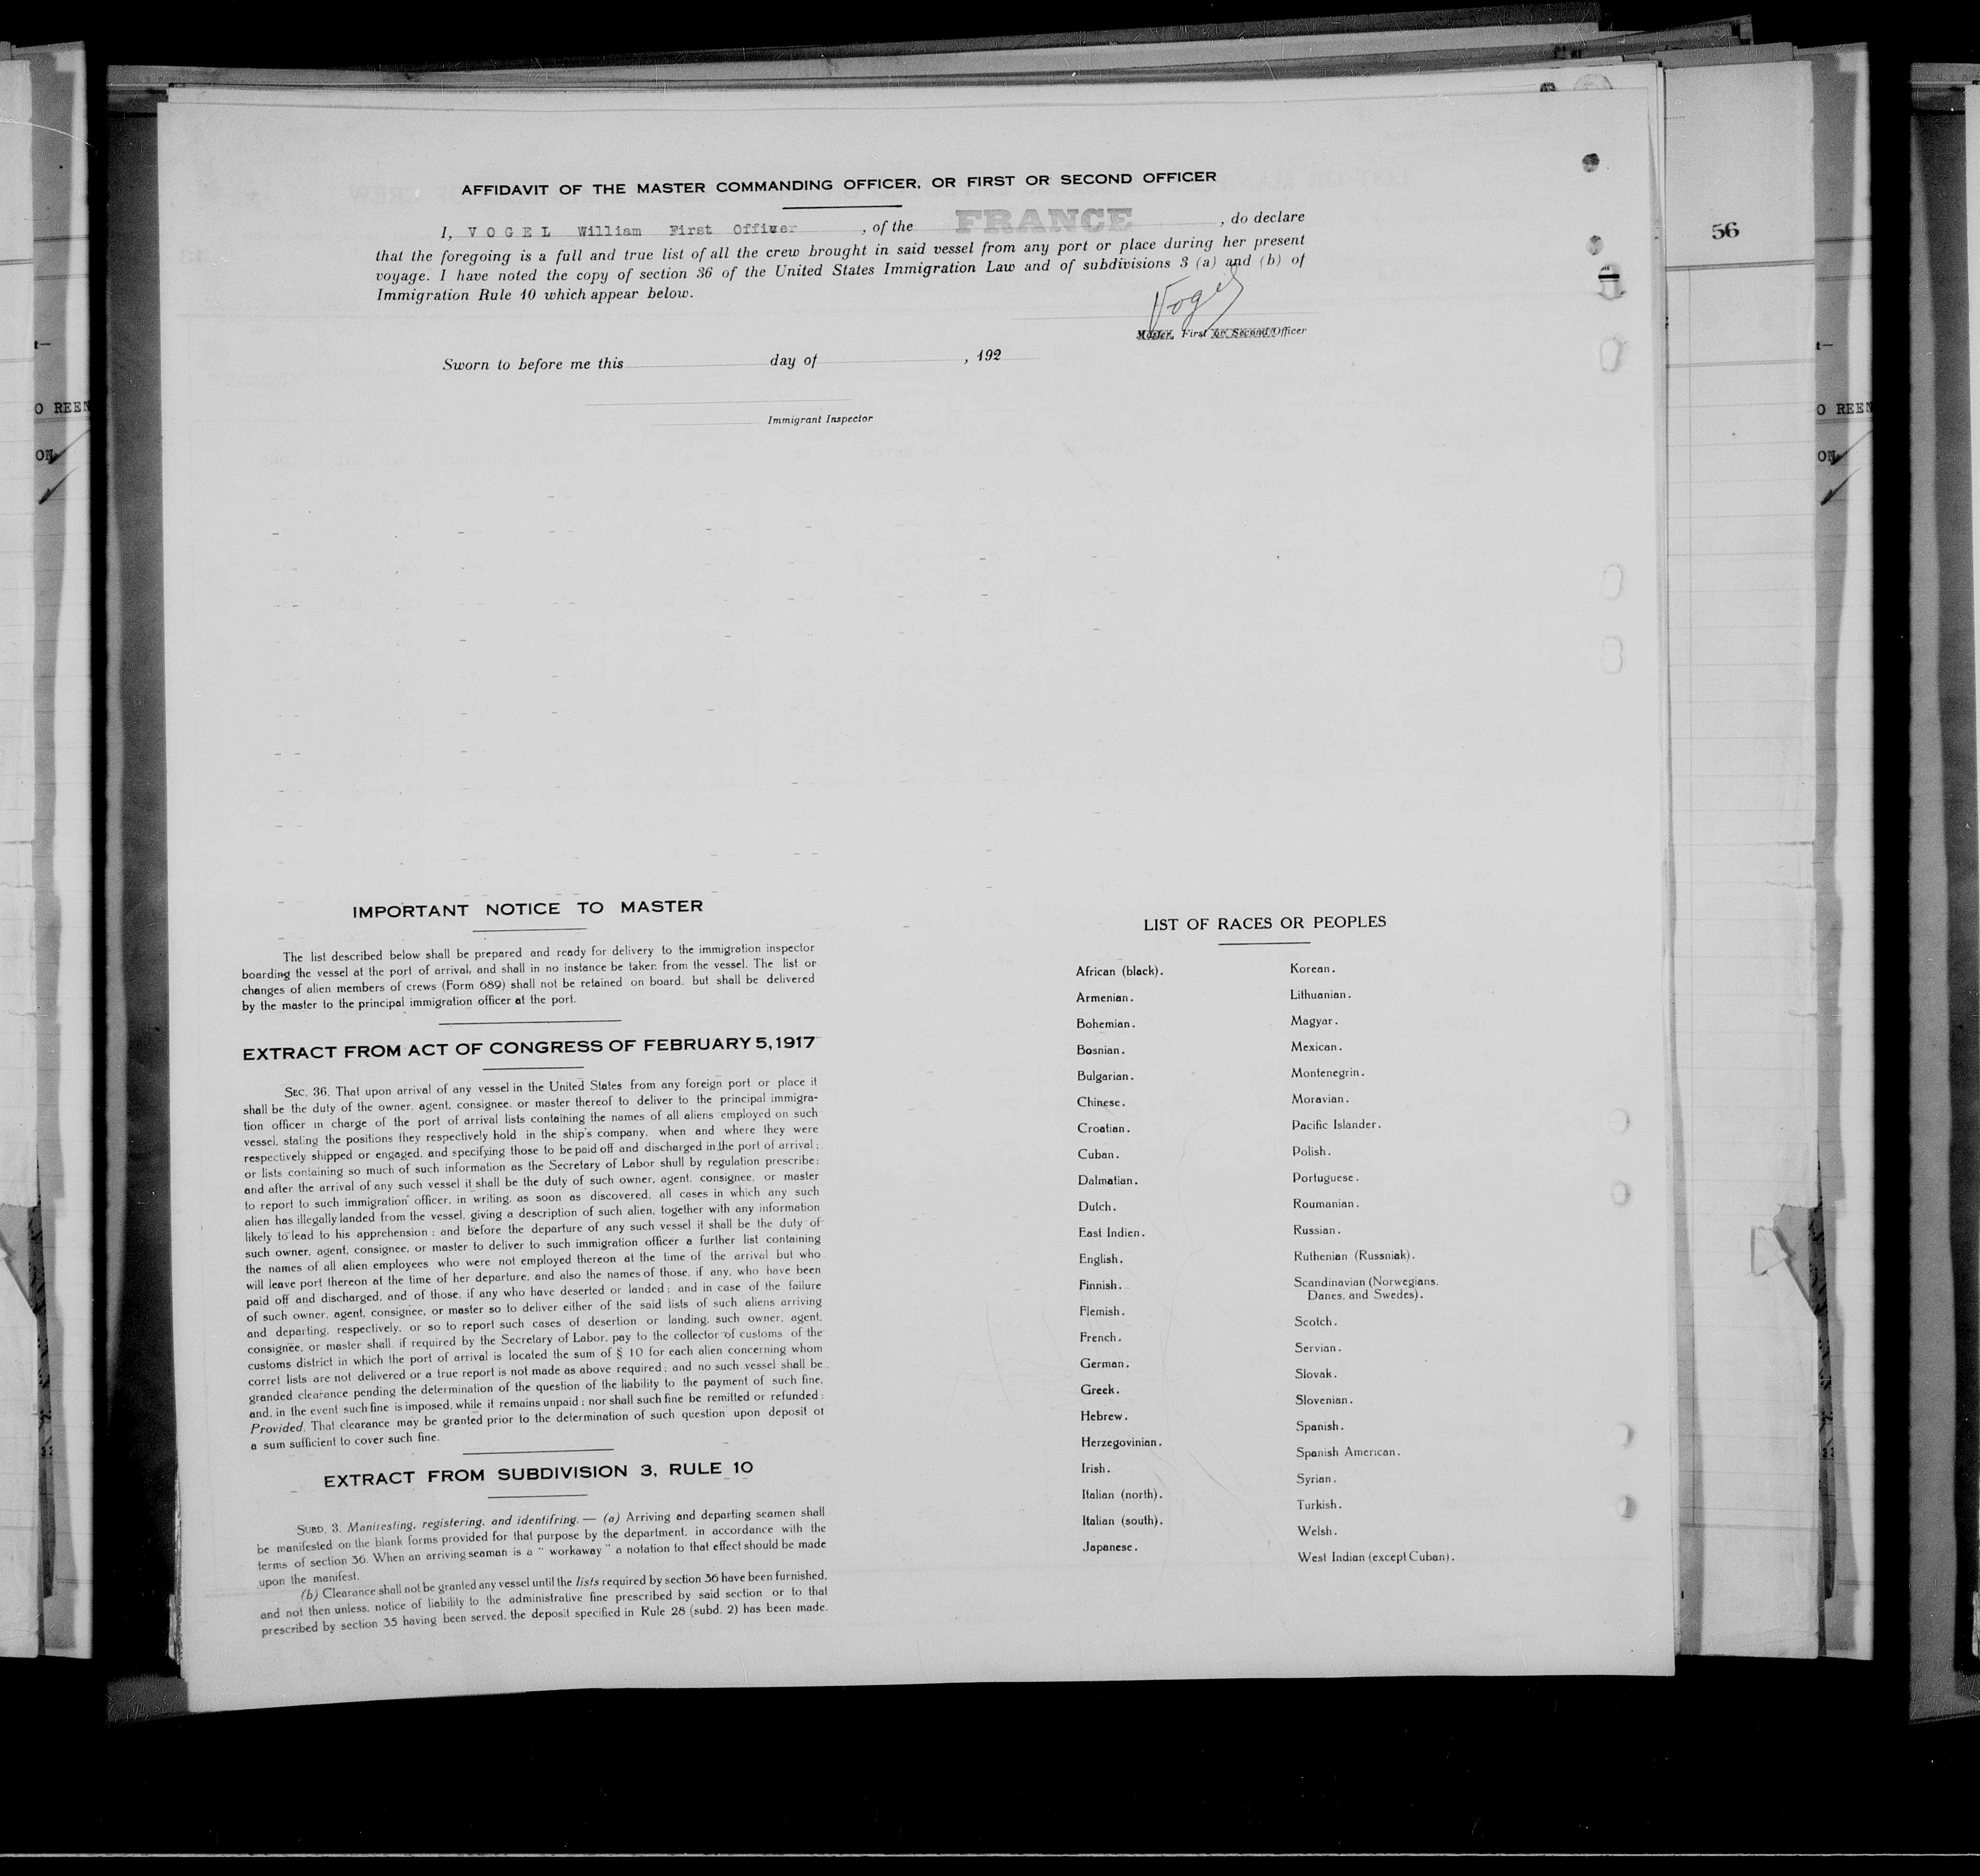 AFFIDAVIT OF THE MASTER COMMANDING OFFICER, OR FIRST OR SECOND OFFICER
I, VOGEL William First Officer , of the FRANCE , do declare
that the foregoing is a full and true list of all the crew brought in said vessel from any port or place during her present
voyage. I have noted the copy of section 36 of the United States Immigration Law and of subdivisions 3 (a) and (b) of
Immigration Rule 10 which appear below.
Vogel
Master, First or Second Officer
Sworn to before me this day of , 192
Immigrant Inspector
56
O REEN
ON
O REEN
ON
IMPORTANT NOTICE TO MASTER
The list described below shall be prepared and ready for delivery to the immigration inspector
boarding the vessel at the port of arrival, and shall in no instance be taken from the vessel. The list or
changes of alien members of crews (Form 689) shall not be retained on board, but shall be delivered
by the master to the principal immigration officer at the port.
EXTRACT FROM ACT OF CONGRESS OF FEBRUARY 5, 1917
SEC. 36. That upon arrival of any vessel in the United States from any foreign port or place it
shall be the duty of the owner, agent, consignee, or master thereof to deliver to the principal immigra-
tion officer in charge of the port of arrival lists containing the names of all aliens employed on such
vessel, stating the positions they respectively hold in the ship's company, when and where they were
respectively shipped or engaged, and specifying those to be paid off and discharged in the port of arrival;
or lists containing so much of such information as the Secretary of Labor shull by regulation prescribe;
and after the arrival of any such vessel it shall be the duty of such owner, agent, consignee, or master
to report to such immigration officer, in writing, as soon as discovered, all cases in which any such
alien has illegally landed from the vessel, giving a description of such alien, together with any information
likely to lead to his apprehension; and before the departure of any such vessel it shall be the duty of
such owner, agent, consignee, or master to deliver to such immigration officer a further list containing
the names of all alien employees who were not employed thereon at the time of the arrival but who
will leave port thereon at the time of her departure, and also the names of those, if any, who have been
paid off and discharged, and of those, if any who have deserted or landed; and in case of the failure
of such owner, agent, consignee, or master so to deliver either of the said lists of such aliens arriving
and departing, respectively, or so to report such cases of desertion or landing, such owner, agent,
consignee, or master shall, if required by the Secretary of Labor, pay to the collector of customs of the
customs district in which the port of arrival is located the sum of § 10 for each alien concerning whom
corret lists are not delivered or a true report is not made as above required; and no such vessel shall be
granded clearance pending the determination of the question of the liability to the payment of such fine,
and, in the event such fine is imposed, while it remains unpaid; nor shall such fine be remitted or refunded:
Provided, That clearance may be granted prior to the determination of such question upon deposit of
a sum sufficient to cover such fine.
EXTRACT FROM SUBDIVISION 3, RULE 10
SUBD. 3. Manifesting, registering, and identifring. — (a) Arriving and departing seamen shall
be manifested on the blank forms provided for that purpose by the department, in accordance with the
terms of section 36. When an arriving seaman is a " workaway " a notation to that effect should be made
upon the manifest.
(b) Clearance shall not be granted any vessel until the lists required by section 36 have been furnished,
and not then unless, notice of liability to the administrative fine prescribed by said section or to that
prescribed by section 35 having been served, the deposit specified in Rule 28 (subd. 2) has been made.
LIST OF RACES OR PEOPLES
African (black).
Armenian.
Bohemian.
Bosnian.
Bulgarian.
Chinese.
Croatian.
Cuban.
Dalmatian.
Dutch.
East Indien.
English.
Finnish.
Flemish.
French.
German.
Greek.
Hebrew.
Herzegovinian.
Irish.
Italian (north).
Italian (south).
Japanese.
Korean.
Lithuanian.
Magyar.
Mexican.
Montenegrin.
Moravian.
Pacific Islander.
Polish.
Portuguese.
Roumanian.
Russian.
Ruthenian (Russniak).
Scandinavian (Norwegians,
Danes, and Swedes).
Scotch.
Servian.
Slovak.
Slovenian.
Spanish.
Spanish American.
Syrian.
Turkish.
Welsh.
West Indian (except Cuban).